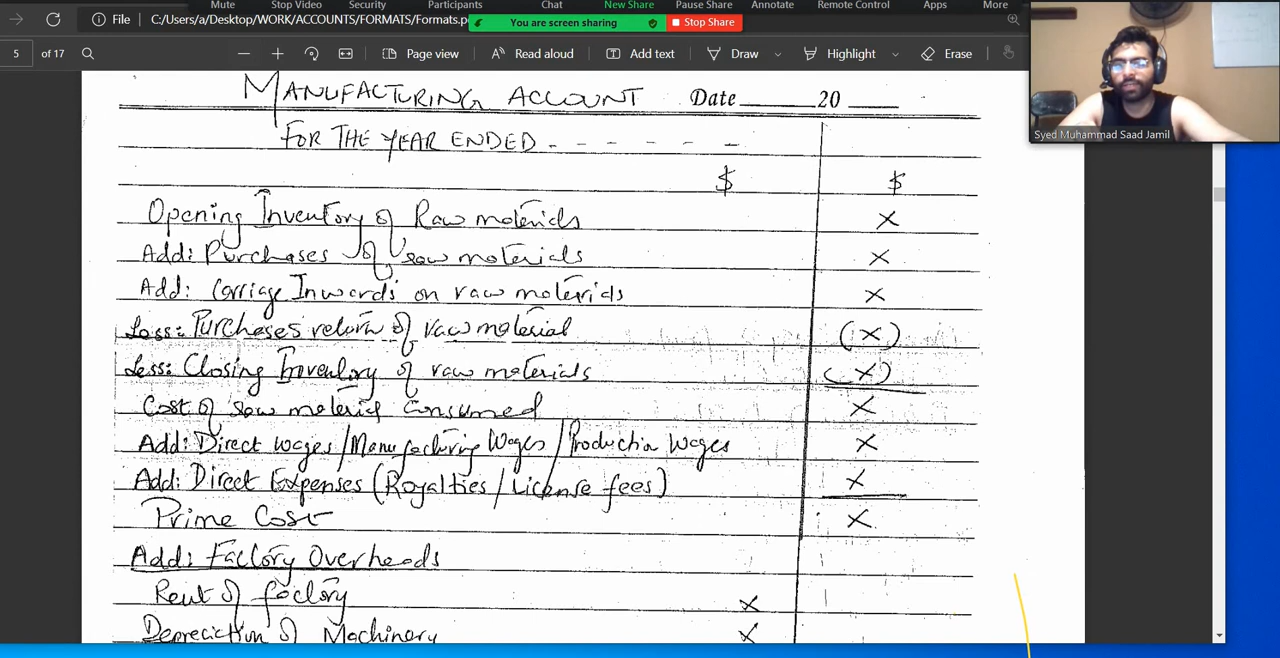 Mute Stop Video Security Participants Chat New Share Pause Share Annotate Remote Control Apps More
File C:/Users/a/Desktop/WORK/ACCOUNTS/FORMATS/Formats.p
You are screen sharing Stop Share
5 of 17 Page view Read aloud Add text Draw Highlight Erase
Syed Muhammad Saad Jamil
MANUFACTURING ACCOUNT Date ______20 ____
FOR THE YEAR ENDED - - - - - - -
$ $
Opening Inventory of Raw materials X
Add: Purchases of raw materials X
Add: Carriage Inwards on raw materials X
Less: Purchases return of raw material (X)
Less: Closing Inventory of raw materials (X)
Cost of raw material Consumed X
Add: Direct wages/Manufacturing Wages/Production Wages X
Add: Direct Expenses (Royalties/License fees) X
Prime Cost X
Add: Factory Overheads
Rent of factory X
Depreciation of Machinery X